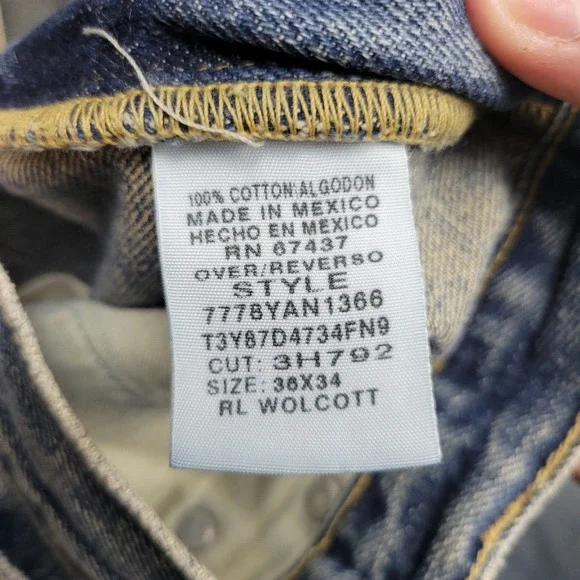 100% COTTON/ALGODON
MADE IN MEXICO
HECHO EN MEXICO
RN 67437
OVER/REVERSO
STYLE
7778YAN1366
T3Y87D4734FN9
CUT: 3H792
SIZE: 36X34
RL WOLCOTT